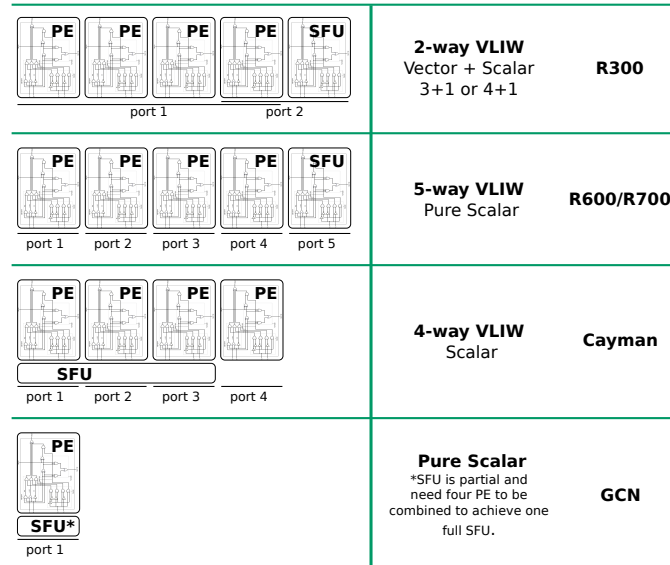 PE PE PE PE SFU
port 1 port 2
2-way VLIW
Vector + Scalar
3+1 or 4+1
R300
PE PE PE PE SFU
port 1 port 2 port 3 port 4 port 5
5-way VLIW
Pure Scalar
R600/R700
PE PE PE PE
SFU
port 1 port 2 port 3 port 4
4-way VLIW
Scalar
Cayman
PE
SFU*
port 1
Pure Scalar
*SFU is partial and
need four PE to be
combined to achieve one
full SFU.
GCN